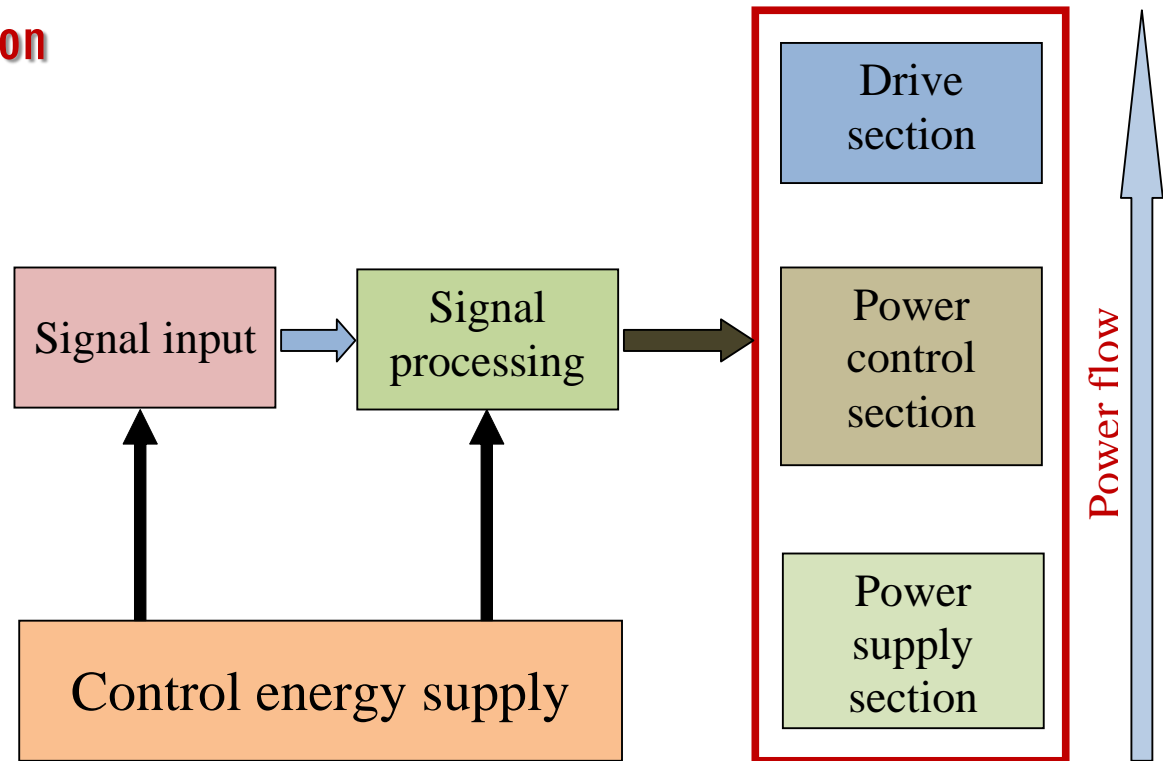 on
Drive
section
Signal input
Signal
processing
Power
control
section
Power flow
Power
supply
section
Control energy supply